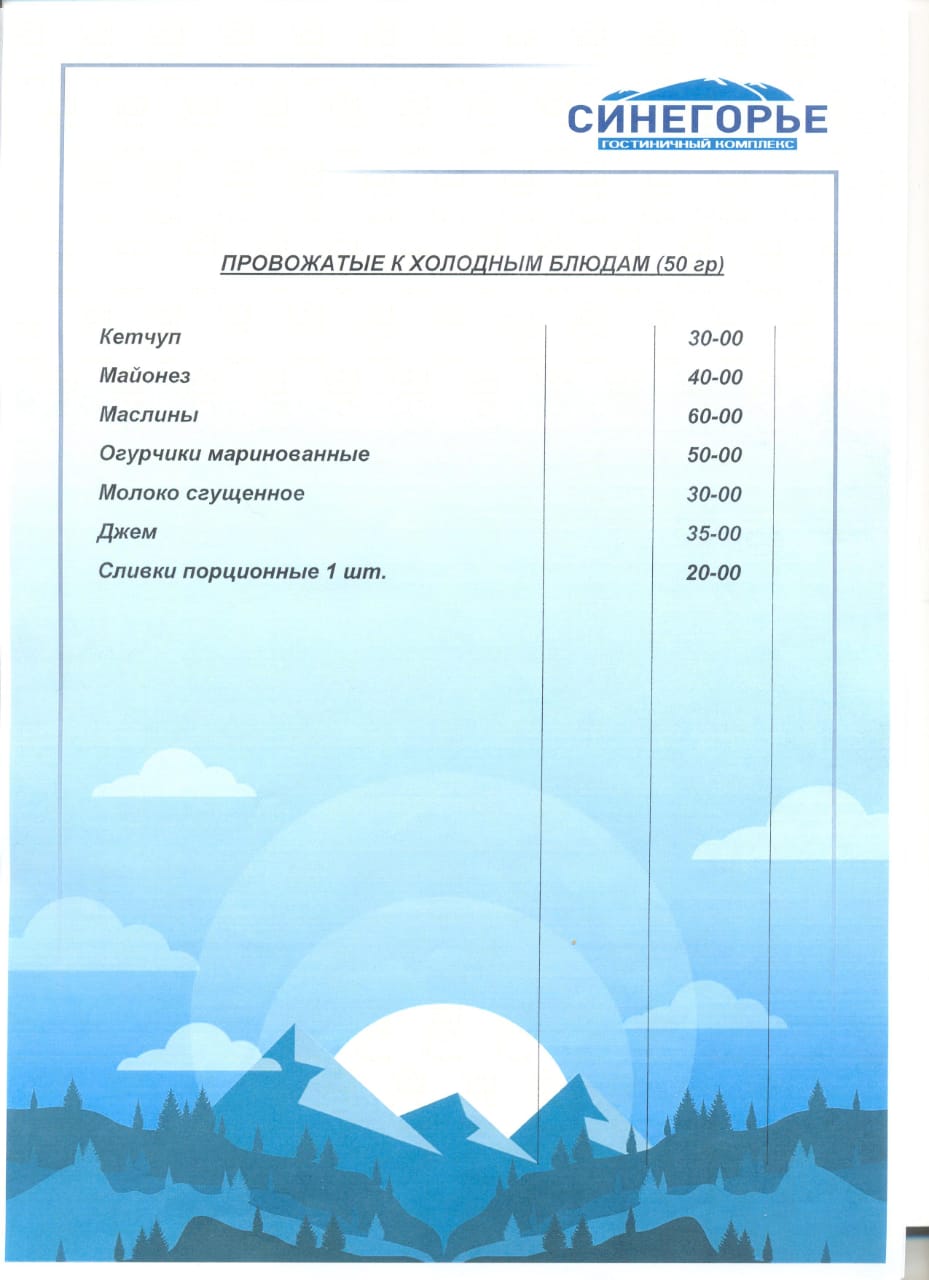 СИНЕГОРЬЕ
ГОСТИНИЧНЫЙ КОМПЛЕКС
ПРОВОЖАТЫЕ К ХОЛОДНЫМ БЛЮДАМ (50 гр)
Кетчуп 30-00
Майонез 40-00
Маслины 60-00
Огурчики маринованные 50-00
Молоко сгущенное 30-00
Джем 35-00
Сливки порционные 1 шт. 20-00